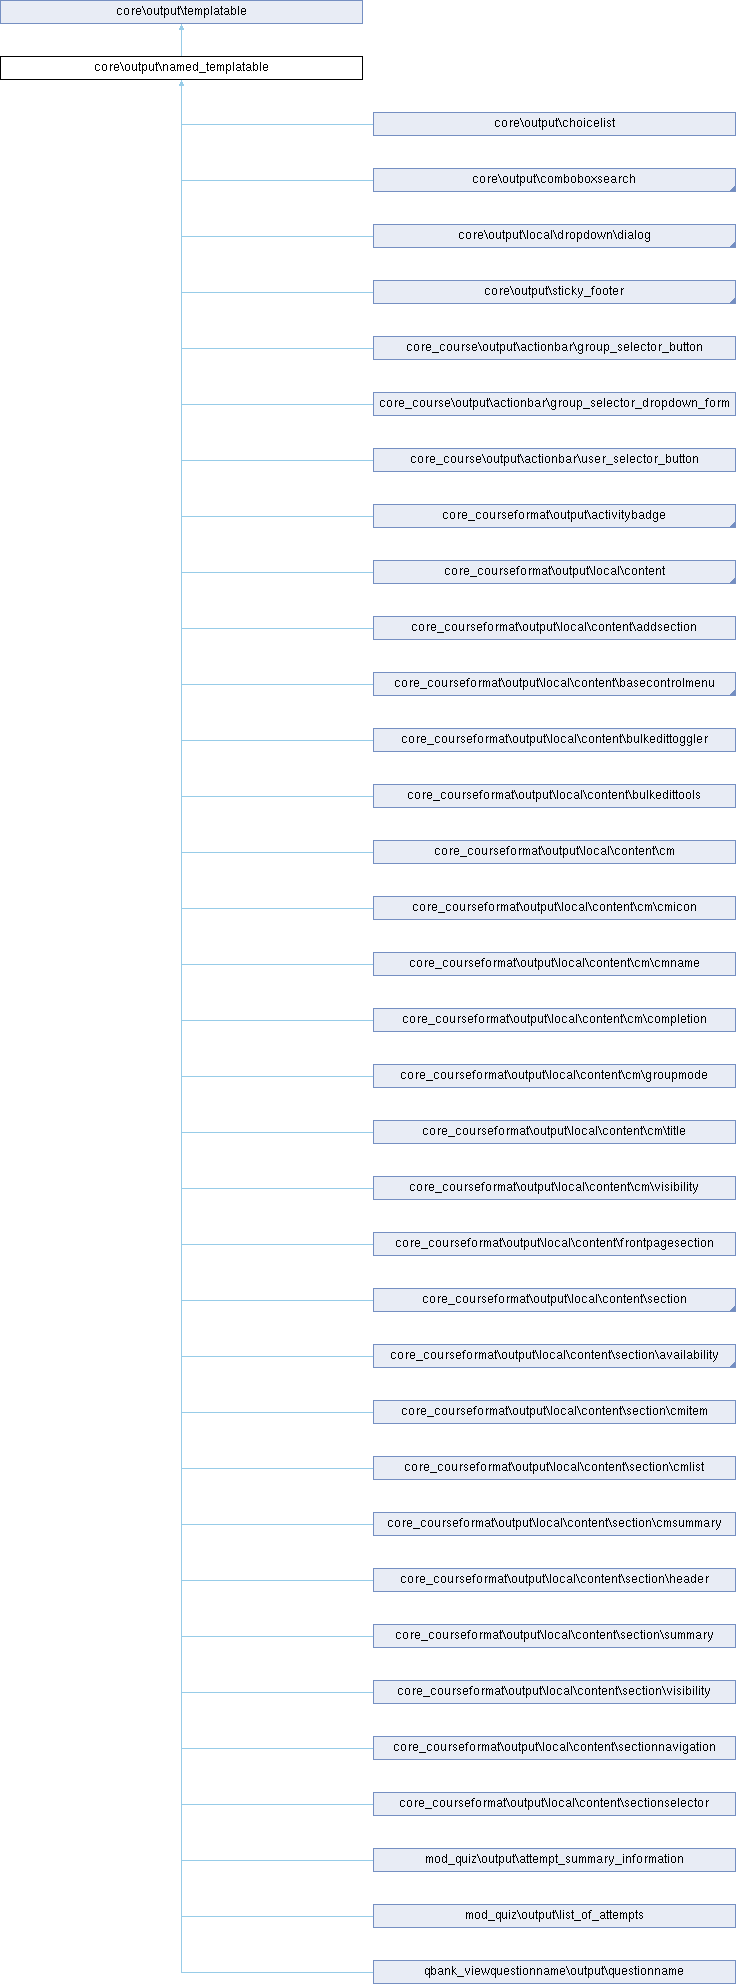 core\output\templatable
core\output\named_templatable
core\output\choicelist
core\output\comboboxsearch
core\output\local\dropdown\dialog
core\output\sticky_footer
core_course\output\actionbar\group_selector_button
core_course\output\actionbar\group_selector_dropdown_form
core_course\output\actionbar\user_selector_button
core_courseformat\output\activitybadge
core_courseformat\output\local\content
core_courseformat\output\local\content\addsection
core_courseformat\output\local\content\basecontrolmenu
core_courseformat\output\local\content\bulkedittoggler
core_courseformat\output\local\content\bulkedittools
core_courseformat\output\local\content\cm
core_courseformat\output\local\content\cm\cmicon
core_courseformat\output\local\content\cm\cmname
core_courseformat\output\local\content\cm\completion
core_courseformat\output\local\content\cm\groupmode
core_courseformat\output\local\content\cm\title
core_courseformat\output\local\content\cm\visibility
core_courseformat\output\local\content\frontpagesection
core_courseformat\output\local\content\section
core_courseformat\output\local\content\section\availability
core_courseformat\output\local\content\section\cmitem
core_courseformat\output\local\content\section\cmlist
core_courseformat\output\local\content\section\cmsummary
core_courseformat\output\local\content\section\header
core_courseformat\output\local\content\section\summary
core_courseformat\output\local\content\section\visibility
core_courseformat\output\local\content\sectionnavigation
core_courseformat\output\local\content\sectionselector
mod_quiz\output\attempt_summary_information
mod_quiz\output\list_of_attempts
qbank_viewquestionname\output\questionname